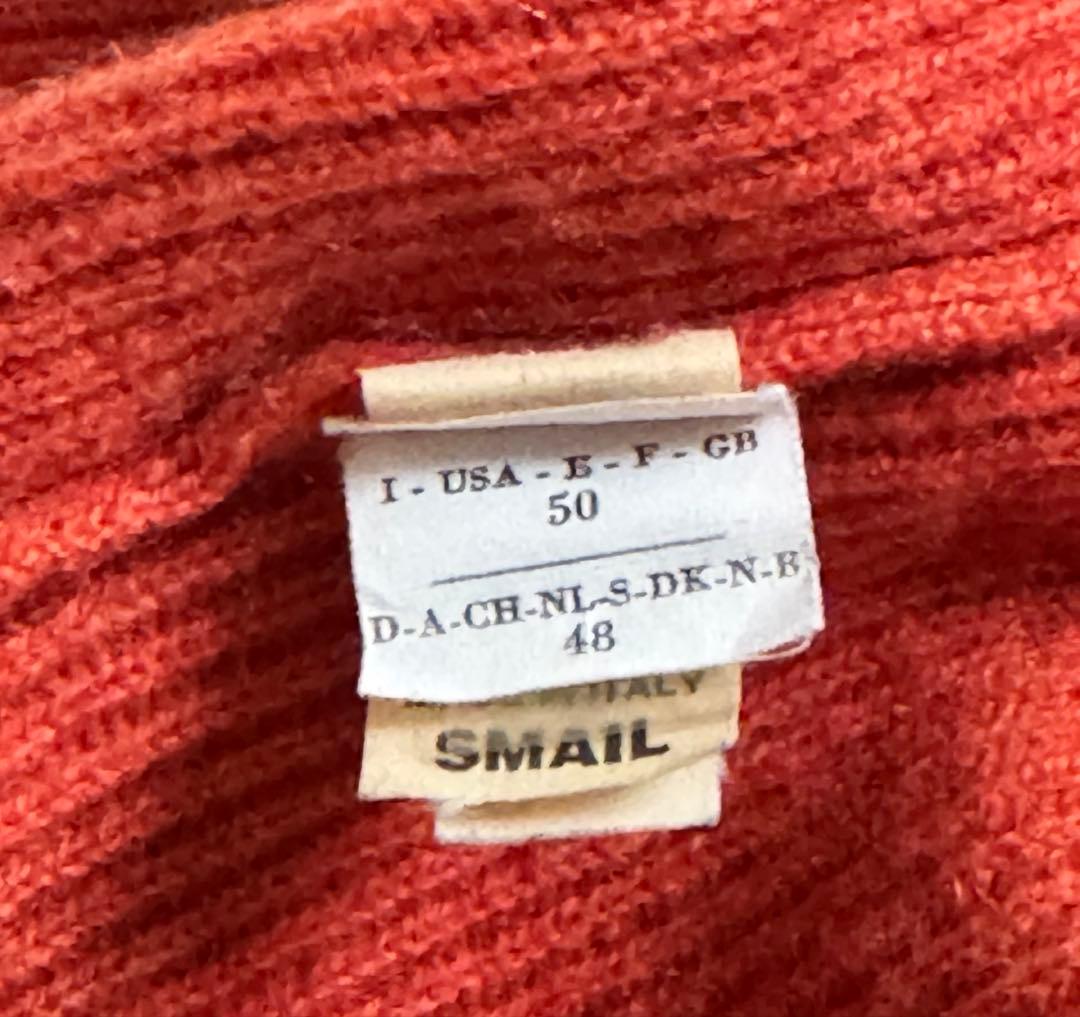 I - USA - E - F - GB
50
D-A-CH-NL-S-DK-N-B
48
ITALY
SMAIL